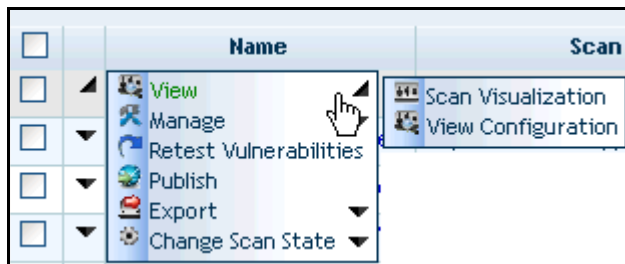 Name
Scan
View
Scan Visualization
Manage
View Configuration
Retest Vulnerabilities
Publish
Export
Change Scan State